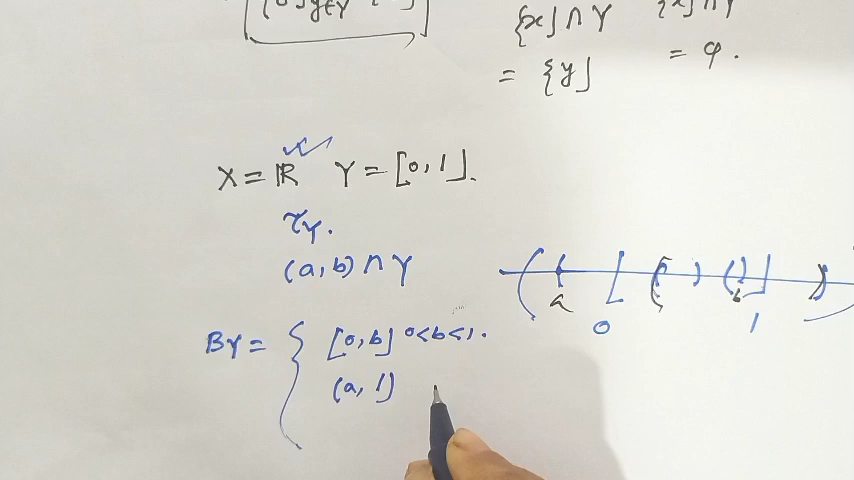 {x} ∩ Y
= {y}
= φ.
X = ℝ Y = [0, 1].
τY.
(a, b) ∩ Y
BY = { [0, b] 0<b<1.
(a, 1)
a
0
b
1